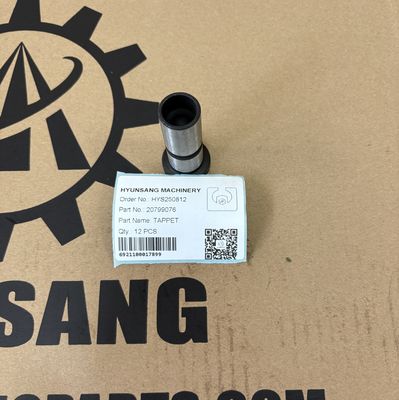 HYUNSANG MACHINERY
Order No.: HYS250812
Part No.: 20799076
Part Name: TAPPET
Qty.: 12 PCS
6921180017899
SANG